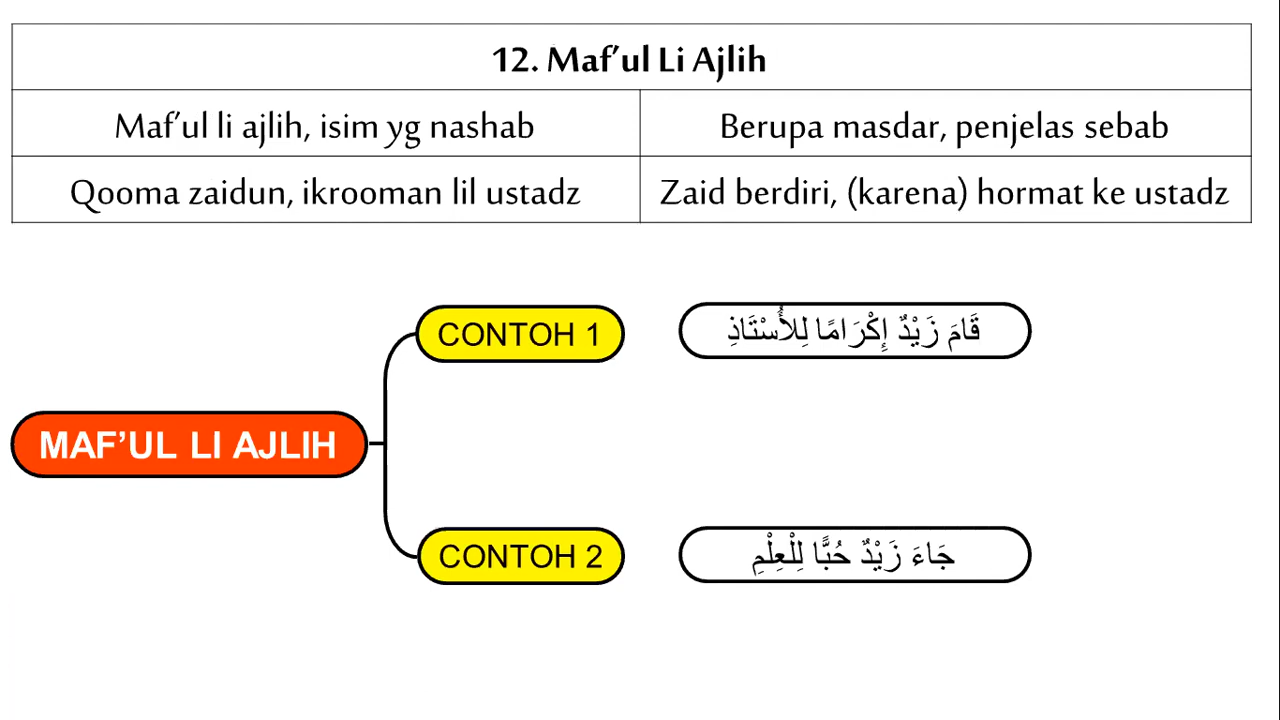 12. Maf’ul Li Ajlih
Maf’ul li ajlih, isim yg nashab
Berupa masdar, penjelas sebab
Qooma zaidun, ikrooman lil ustadz
Zaid berdiri, (karena) hormat ke ustadz
MAF’UL LI AJLIH
CONTOH 1
قَامَ زَيْدٌ إِكْرَامًا لِلأُسْتَاذِ
CONTOH 2
جَاءَ زَيْدٌ حُبًّا لِلْعِلْمِ